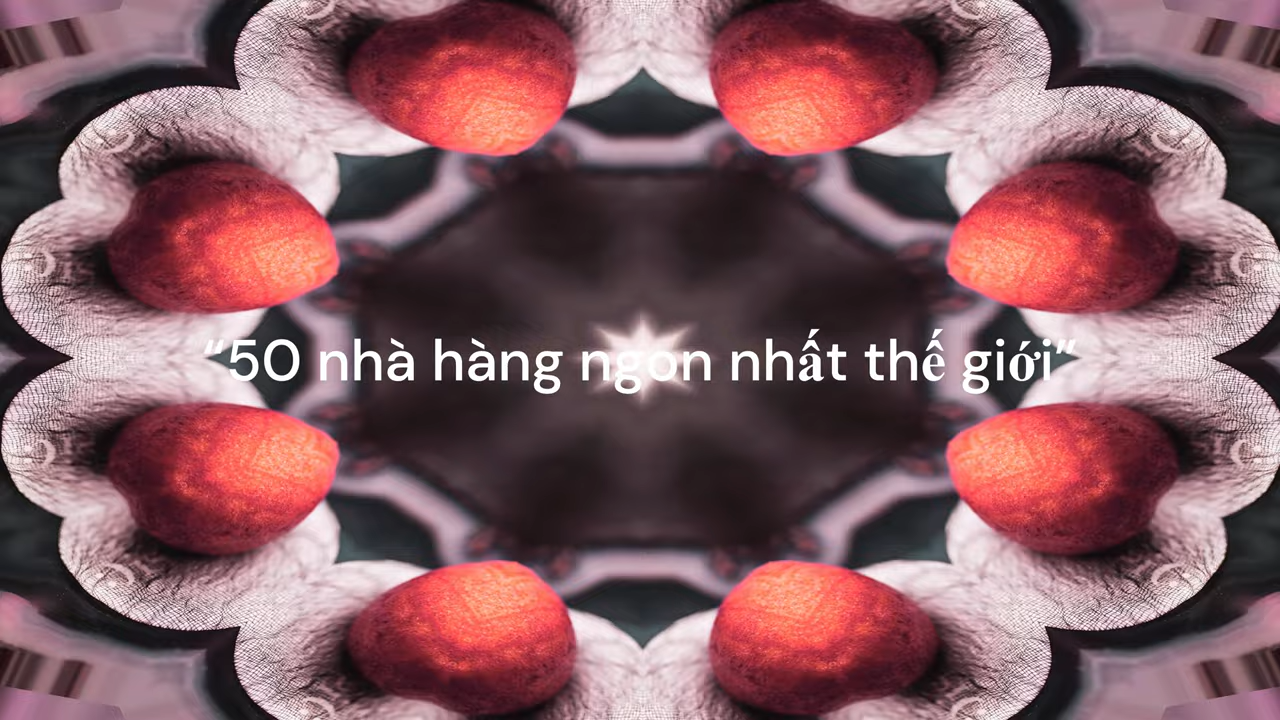 “50 nhà hàng ngon nhất thế giới”